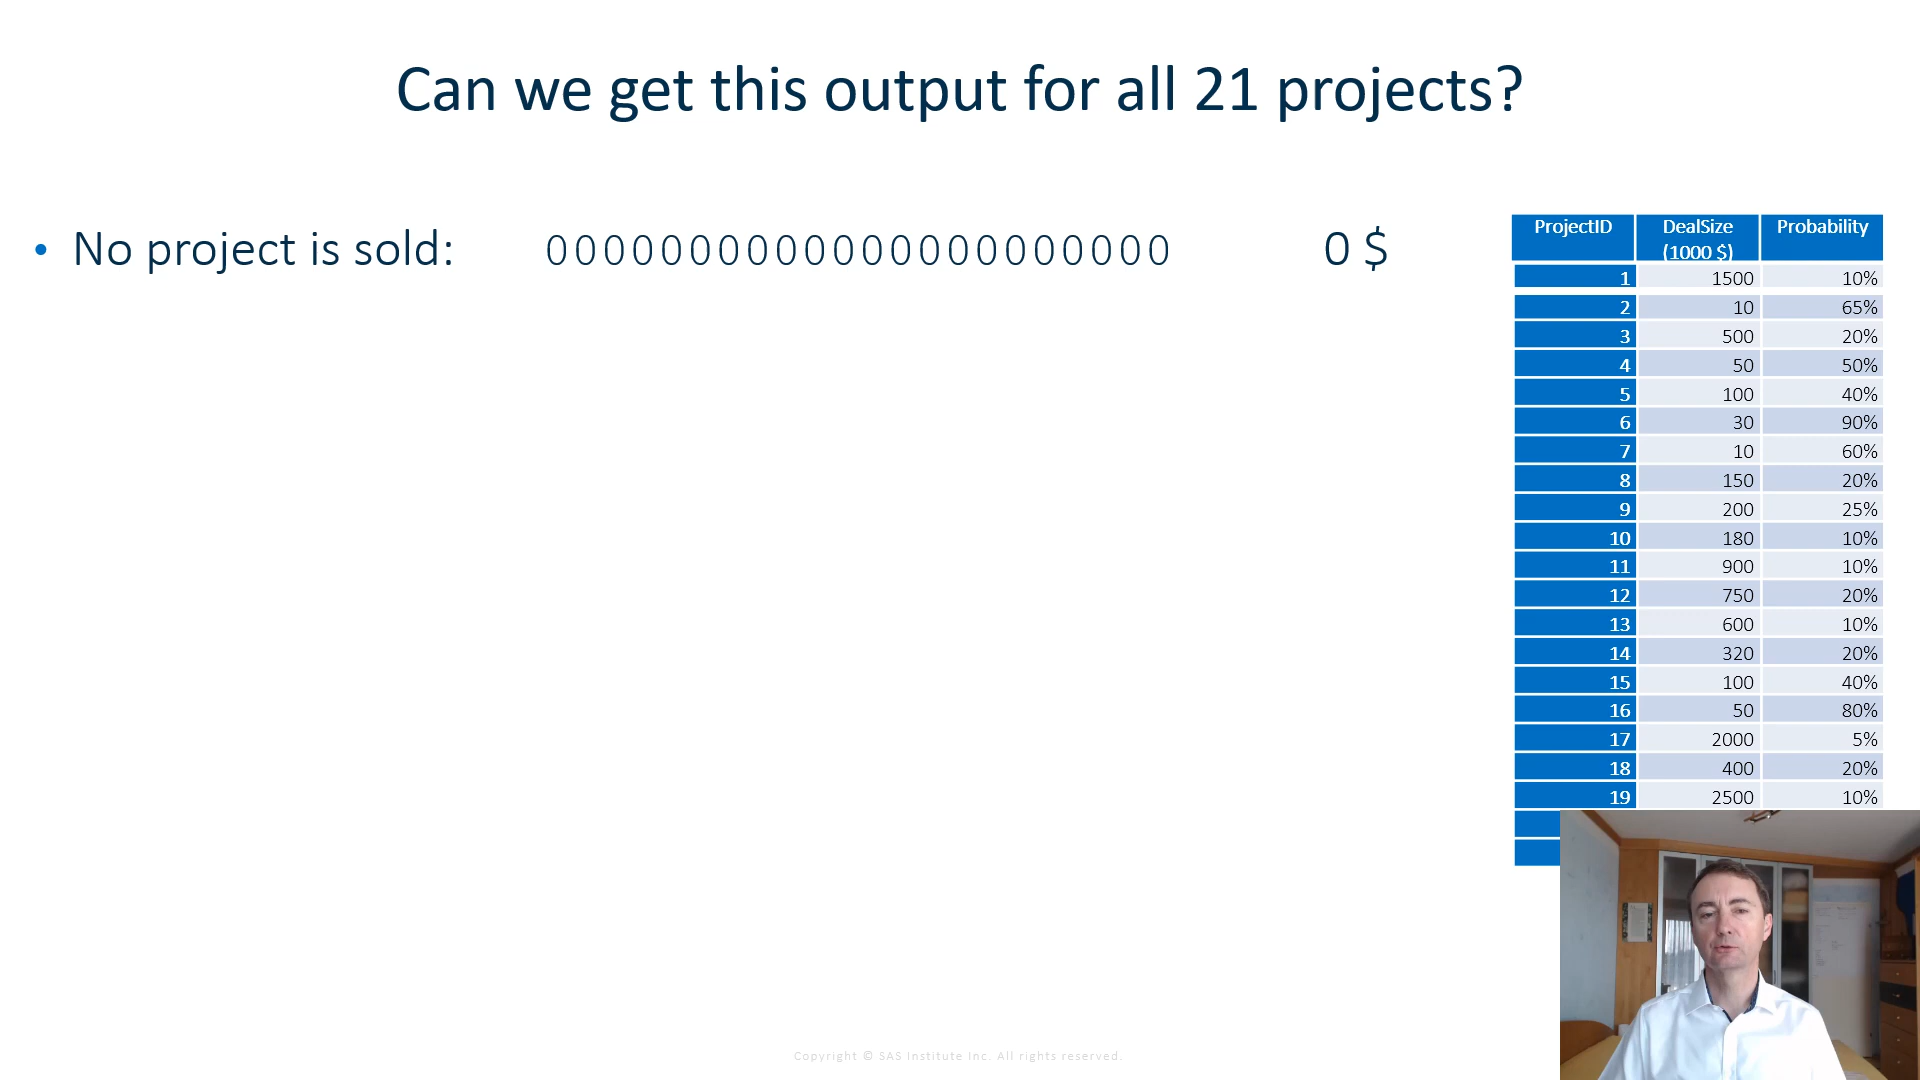 Can we get this output for all 21 projects?
• No project is sold: 0000000000000000000000 0 $
ProjectID DealSize (1000 $) Probability
1 1500 10%
2 10 65%
3 500 20%
4 50 50%
5 100 40%
6 30 90%
7 10 60%
8 150 20%
9 200 25%
10 180 10%
11 900 10%
12 750 20%
13 600 10%
14 320 20%
15 100 40%
16 50 80%
17 2000 5%
18 400 20%
19 2500 10%
Copyright © SAS Institute Inc. All rights reserved.